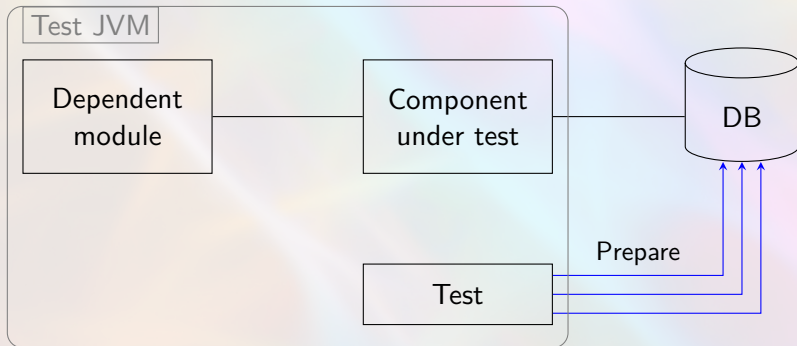 Test JVM
Dependent
module
Component
under test
DB
Prepare
Test